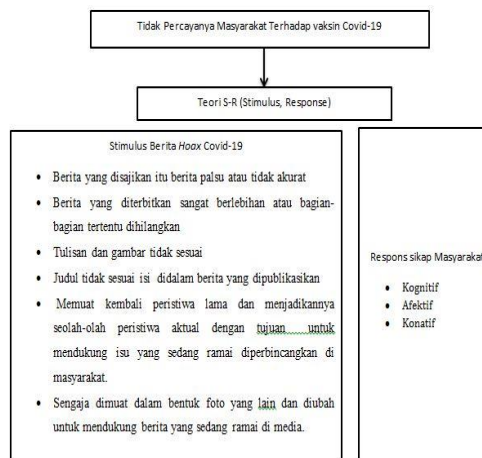 Tidak Percayanya Masyarakat Terhadap vaksin Covid-19
Teori S-R (Stimulus, Response)
Stimulus Berita Hoax Covid-19
• Berita yang disajikan itu berita palsu atau tidak akurat
• Berita yang diterbitkan sangat berlebihan atau bagian-
bagian tertentu dihilangkan
• Tulisan dan gambar tidak sesuai
• Judul tidak sesuai isi didalam berita yang dipublikasikan
• Memuat kembali peristiwa lama dan menjadikannya
seolah-olah peristiwa aktual dengan tujuan untuk
mendukung isu yang sedang ramai diperbincangkan di
masyarakat.
• Sengaja dimuat dalam bentuk foto yang lain dan diubah
untuk mendukung berita yang sedang ramai di media.
Respons sikap Masyarakat
• Kognitif
• Afektif
• Konatif